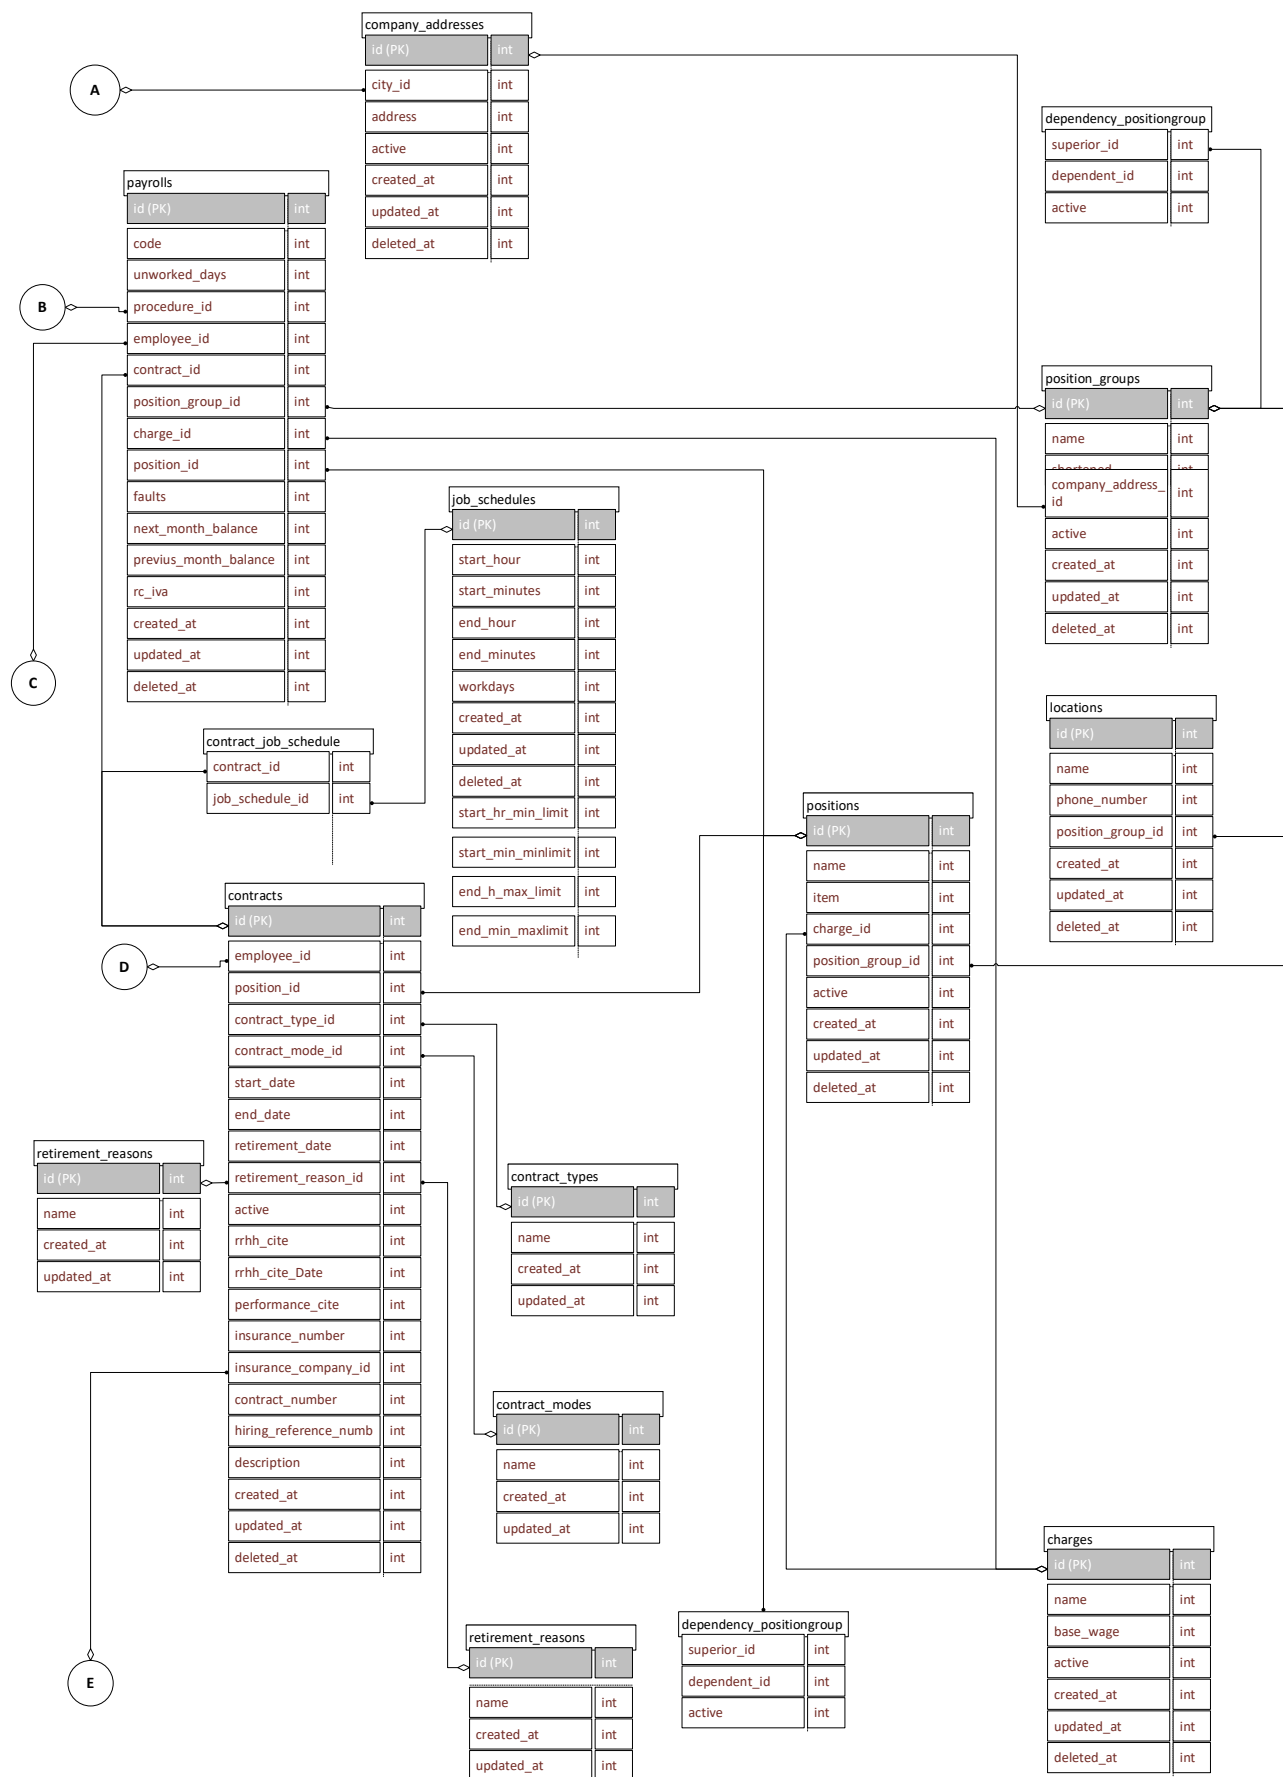 company_addresses
id (PK) int
city_id int
address int
active int
created_at int
updated_at int
deleted_at int
A
dependency_positiongroup
superior_id int
dependent_id int
active int
payrolls
id (PK) int
code int
unworked_days int
procedure_id int
employee_id int
contract_id int
position_group_id int
charge_id int
position_id int
faults int
next_month_balance int
previus_month_balance int
rc_iva int
created_at int
updated_at int
deleted_at int
B
C
position_groups
id (PK) int
name int
shortened int
company_address_
id int
active int
created_at int
updated_at int
deleted_at int
job_schedules
id (PK) int
start_hour int
start_minutes int
end_hour int
end_minutes int
workdays int
created_at int
updated_at int
deleted_at int
start_hr_min_limit int
start_min_minlimit int
end_h_max_limit int
end_min_maxlimit int
locations
id (PK) int
name int
phone_number int
position_group_id int
created_at int
updated_at int
deleted_at int
contract_job_schedule
contract_id int
job_schedule_id int
positions
id (PK) int
name int
item int
charge_id int
position_group_id int
active int
created_at int
updated_at int
deleted_at int
contracts
id (PK) int
employee_id int
position_id int
contract_type_id int
contract_mode_id int
start_date int
end_date int
retirement_date int
retirement_reason_id int
active int
rrhh_cite int
rrhh_cite_Date int
performance_cite int
insurance_number int
insurance_company_id int
contract_number int
hiring_reference_numb int
description int
created_at int
updated_at int
deleted_at int
D
retirement_reasons
id (PK) int
name int
created_at int
updated_at int
contract_types
id (PK) int
name int
created_at int
updated_at int
contract_modes
id (PK) int
name int
created_at int
updated_at int
E
retirement_reasons
id (PK) int
name int
created_at int
updated_at int
dependency_positiongroup
superior_id int
dependent_id int
active int
charges
id (PK) int
name int
base_wage int
active int
created_at int
updated_at int
deleted_at int